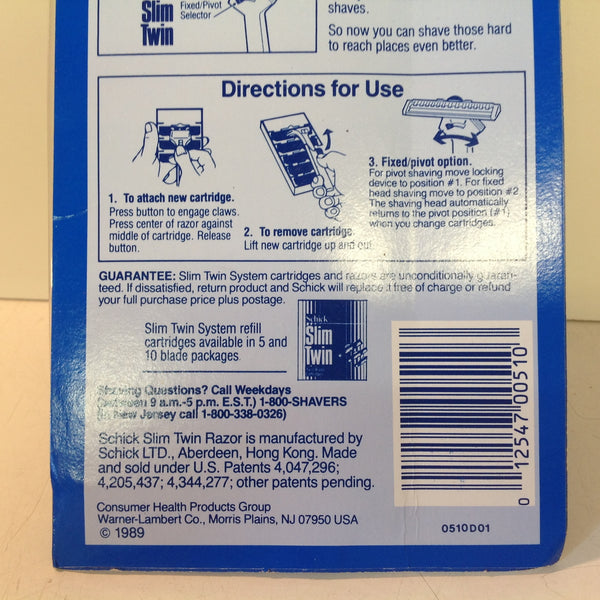 shaves.
Slim
Twin
Fixed/Pivot
Selector
So now you can shave those hard
to reach places even better.
Directions for Use
1. To attach new cartridge.
Press button to engage claws.
Press center of razor against
middle of cartridge. Release
button.
2. To remove cartridge.
Lift new cartridge up and out.
3. Fixed/pivot option.
For pivot shaving move locking
device to position #1. For fixed
head shaving move to position #2
The shaving head automatically
returns to the pivot position (#1)
when you change cartridges.
GUARANTEE: Slim Twin System cartridges and razors are unconditionally guaran-
teed. If dissatisfied, return product and Schick will replace it free of charge or refund
your full purchase price plus postage.
Slim Twin System refill
cartridges available in 5 and
10 blade packages.
Schick
Slim
Twin
Shaving Questions? Call Weekdays
(between 9 a.m.-5 p.m. E.S.T.) 1-800-SHAVERS
(in New Jersey call 1-800-338-0326)
Schick Slim Twin Razor is manufactured by
Schick LTD., Aberdeen, Hong Kong. Made
and sold under U.S. Patents 4,047,296;
4,205,437; 4,344,277; other patents pending.
Consumer Health Products Group
Warner-Lambert Co., Morris Plains, NJ 07950 USA
© 1989
0 12547 00510
0510D01